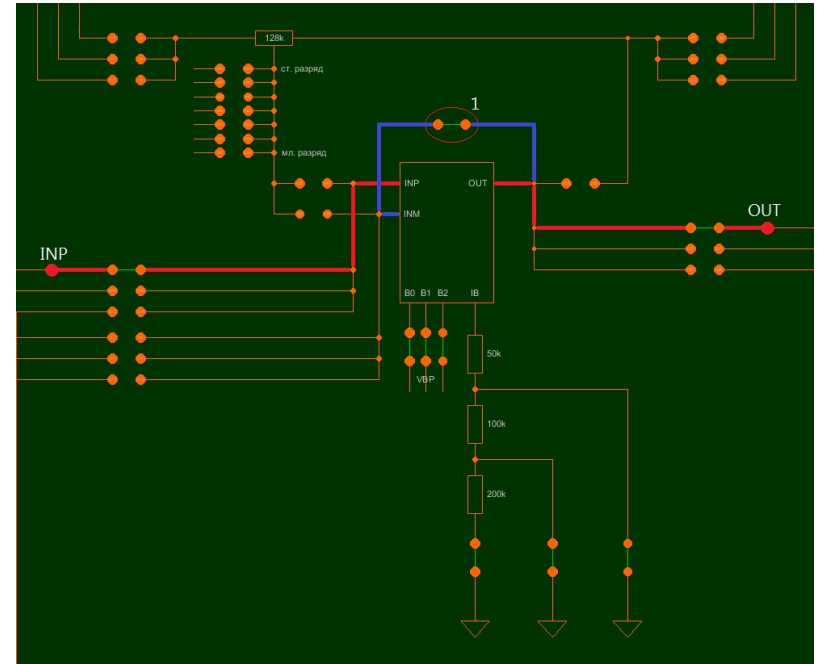 128k
ст. разряд
1
мл. разряд
INP OUT
INM
OUT
INP
B0 B1 B2 IB
50k
VBP
100k
200k